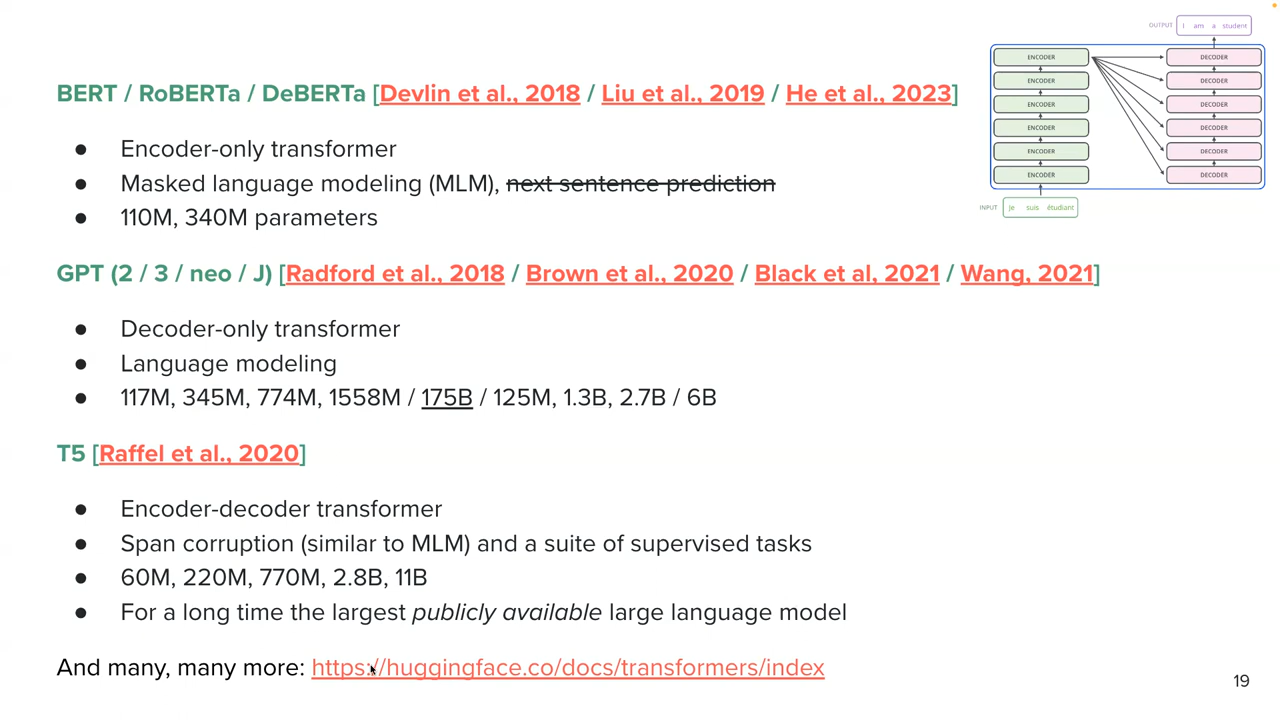 OUTPUT I am a student
ENCODER DECODER
ENCODER DECODER
ENCODER DECODER
ENCODER DECODER
ENCODER DECODER
ENCODER DECODER
INPUT Je suis étudiant
BERT / RoBERTa / DeBERTa [Devlin et al., 2018 / Liu et al., 2019 / He et al., 2023]
● Encoder-only transformer
● Masked language modeling (MLM), next sentence prediction
● 110M, 340M parameters
GPT (2 / 3 / neo / J) [Radford et al., 2018 / Brown et al., 2020 / Black et al, 2021 / Wang, 2021]
● Decoder-only transformer
● Language modeling
● 117M, 345M, 774M, 1558M / 175B / 125M, 1.3B, 2.7B / 6B
T5 [Raffel et al., 2020]
● Encoder-decoder transformer
● Span corruption (similar to MLM) and a suite of supervised tasks
● 60M, 220M, 770M, 2.8B, 11B
● For a long time the largest publicly available large language model
And many, many more: https://huggingface.co/docs/transformers/index
19